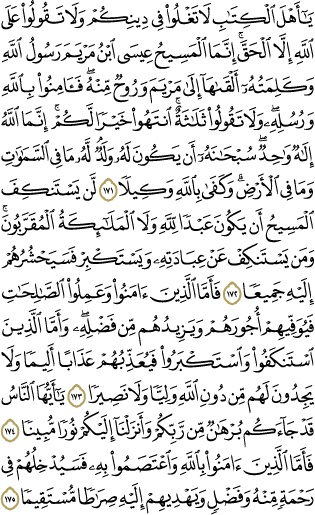 يَـٰٓأَهۡلَ ٱلۡكِتَـٰبِ لَا تَغۡلُواْ فِي دِينِكُمۡ وَلَا تَقُولُواْ عَلَى
ٱللَّهِ إِلَّا ٱلۡحَقَّۚ إِنَّمَا ٱلۡمَسِيحُ عِيسَى ٱبۡنُ مَرۡيَمَ رَسُولُ ٱللَّهِ
وَكَلِمَتُهُۥٓ أَلۡقَىٰهَآ إِلَىٰ مَرۡيَمَ وَرُوحٞ مِّنۡهُۖ فَـَٔامِنُواْ بِٱللَّهِ
وَرُسُلِهِۦۖ وَلَا تَقُولُواْ ثَلَـٰثَةٌۚ ٱنتَهُواْ خَيۡرٗا لَّكُمۡۚ إِنَّمَا ٱللَّهُ
إِلَـٰهٞ وَٰحِدٞۖ سُبۡحَـٰنَهُۥٓ أَن يَكُونَ لَهُۥ وَلَدٞۘ لَّهُۥ مَا فِي ٱلسَّمَـٰوَٰتِ
وَمَا فِي ٱلۡأَرۡضِۗ وَكَفَىٰ بِٱللَّهِ وَكِيلٗا ١٧١ لَّن يَسۡتَنكِفَ
ٱلۡمَسِيحُ أَن يَكُونَ عَبۡدٗا لِّلَّهِ وَلَا ٱلۡمَلَـٰٓئِكَةُ ٱلۡمُقَرَّبُونَۚ
وَمَن يَسۡتَنكِفۡ عَنۡ عِبَادَتِهِۦ وَيَسۡتَكۡبِرۡ فَسَيَحۡشُرُهُمۡ
إِلَيۡهِ جَمِيعٗا ١٧٢ فَأَمَّا ٱلَّذِينَ ءَامَنُواْ وَعَمِلُواْ ٱلصَّـٰلِحَـٰتِ
فَيُوَفِّيهِمۡ أُجُورَهُمۡ وَيَزِيدُهُم مِّن فَضۡلِهِۦۖ وَأَمَّا ٱلَّذِينَ
ٱسۡتَنكَفُواْ وَٱسۡتَكۡبَرُواْ فَيُعَذِّبُهُمۡ عَذَابًا أَلِيمٗا وَلَا
يَجِدُونَ لَهُم مِّن دُونِ ٱللَّهِ وَلِيّٗا وَلَا نَصِيرٗا ١٧٣ يَـٰٓأَيُّهَا ٱلنَّاسُ
قَدۡ جَآءَكُم بُرۡهَـٰنٞ مِّن رَّبِّكُمۡ وَأَنزَلۡنَآ إِلَيۡكُمۡ نُورٗا مُّبِينٗا ١٧٤
فَأَمَّا ٱلَّذِينَ ءَامَنُواْ بِٱللَّهِ وَٱعۡتَصَمُواْ بِهِۦ فَسَيُدۡخِلُهُمۡ فِي
رَحۡمَةٖ مِّنۡهُ وَفَضۡلٖ وَيَهۡدِيهِمۡ إِلَيۡهِ صِرَٰطٗا مُّسۡتَقِيمٗا ١٧٥